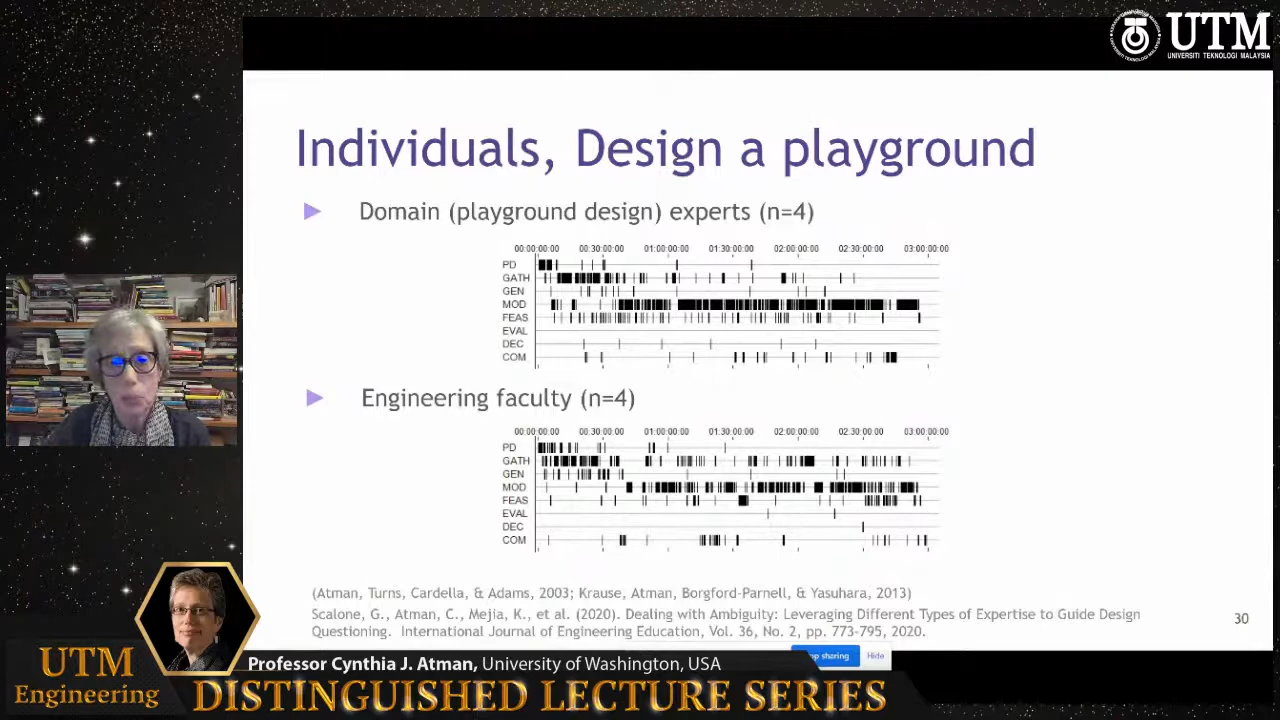 UTM
UNIVERSITI TEKNOLOGI MALAYSIA
Individuals, Design a playground
Domain (playground design) experts (n=4)
00:00:00:00 00:30:00:00 01:00:00:00 01:30:00:00 02:00:00:00 02:30:00:00 03:00:00:00
PD
GATH
GEN
MOD
FEAS
EVAL
DEC
COM
Engineering faculty (n=4)
00:00:00:00 00:30:00:00 01:00:00:00 01:30:00:00 02:00:00:00 02:30:00:00 03:00:00:00
PD
GATH
GEN
MOD
FEAS
EVAL
DEC
COM
(Atman, Turns, Cardella, & Adams, 2003; Krause, Atman, Borgford-Parnell, & Yasuhara, 2013)
Scalone, G., Atman, C., Mejia, K., et al. (2020). Dealing with Ambiguity: Leveraging Different Types of Expertise to Guide Design
Questioning. International Journal of Engineering Education, Vol. 36, No. 2, pp. 773-795, 2020.
30
sharing Hide
UTM
Engineering
Professor Cynthia J. Atman, University of Washington, USA
DISTINGUISHED LECTURE SERIES